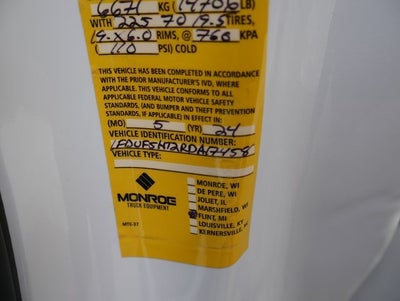 6671 KG (14706 LB)
WITH 225 70 19.5 TIRES,
19.5 X 6.0 RIMS, @ 760 KPA
(110 PSI) COLD
THIS VEHICLE HAS BEEN COMPLETED IN ACCORDANCE
WITH THE PRIOR MANUFACTURER'S IVD, WHERE
APPLICABLE. THIS VEHICLE CONFORMS TO ALL
APPLICABLE FEDERAL MOTOR VEHICLE SAFETY
STANDARDS, (AND BUMPER AND THEFT PREVENTION
STANDARDS, IF APPLICABLE) IN EFFECT IN:
(MO) 5 (YR) 24
VEHICLE IDENTIFICATION NUMBER:
VEHICLE TYPE:
MONROE
TRUCK EQUIPMENT
MTE-37
MONROE, WI
DE PERE, WI
JOLIET, IL
MARSHFIELD, WI
FLINT, MI
LOUISVILLE, KY
KERNERSVILLE,